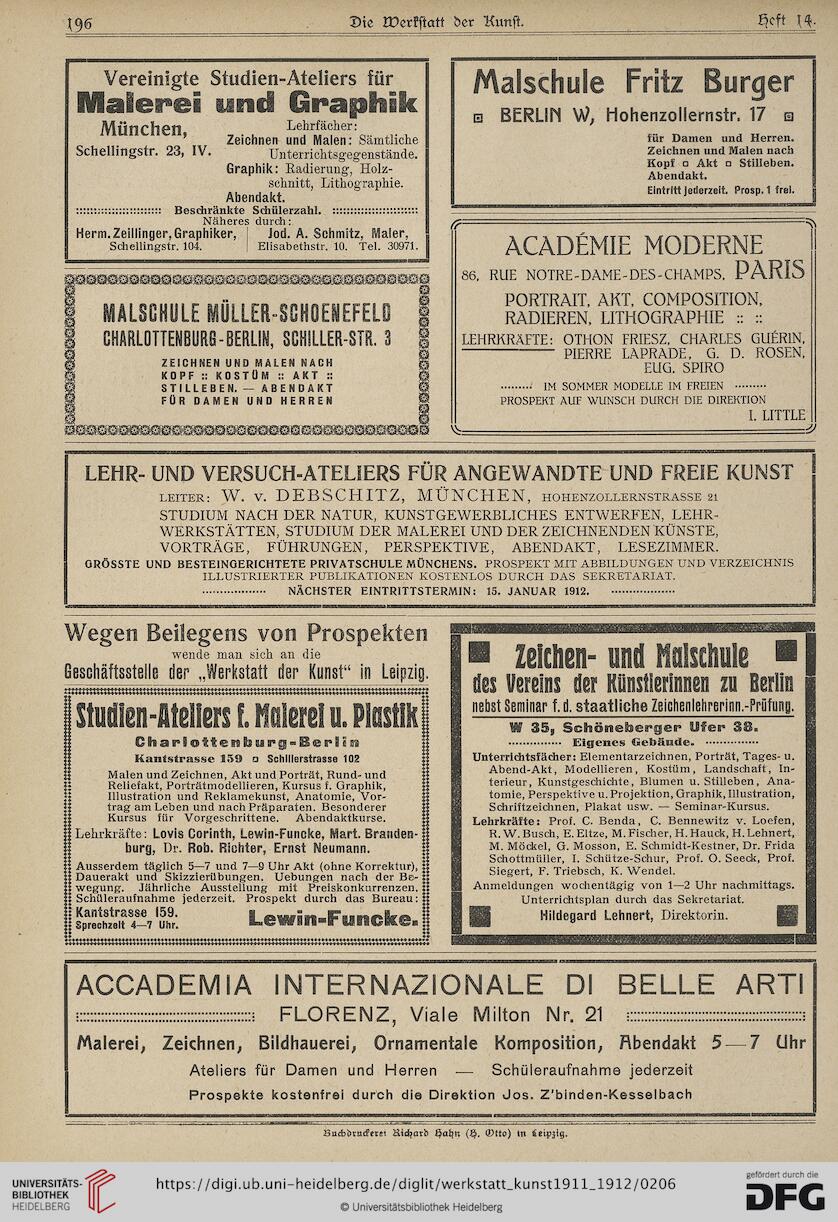 196
Die Werkstatt der Kunst.
Heft 14.
Vereinigte Studien-Ateliers für
Malerei und Graphik
München,
Schellingstr. 23, IV.
Lehrfächer:
Zeichnen und Malen: Sämtliche
Unterrichtsgegenstände.
Graphik: Radierung, Holz-
schnitt, Lithographie.
Abendakt.
Beschränkte Schülerzahl.
Näheres durch:
Herm. Zeillinger, Graphiker,
Schellingstr. 104.
Jod. A. Schmitz, Maler,
Elisabethstr. 10. Tel. 30971.
Malschule Fritz Burger
BERLIN W, Hohenzollernstr. 17
für Damen und Herren.
Zeichnen und Malen nach
Kopf □ Akt □ Stilleben.
Abendakt.
Eintritt jederzeit. Prosp. 1 frei.
MALSCHULE MÜLLER-SCHOENEFELD
CHARLOTTENBURG-BERLIN, SCHILLER-STR. 3
ZEICHNEN UND MALEN NACH
KOPF :: KOSTÜM :: AKT ::
STILLEBEN. — ABENDAKT
FÜR DAMEN UND HERREN
ACADÉMIE MODERNE
86, RUE NOTRE-DAME-DES-CHAMPS, PARIS
PORTRAIT, AKT, COMPOSITION,
RADIEREN, LITHOGRAPHIE :: ::
LEHRKRÄFTE: OTHON FRIESZ, CHARLES GUÉRIN,
PIERRE LAPRADE, G. D. ROSEN,
EUG. SPIRO
......... IM SOMMER MODELLE IM FREIEN .........
PROSPEKT AUF WUNSCH DURCH DIE DIREKTION
I. LITTLE
LEHR- UND VERSUCH-ATELIERS FÜR ANGEWANDTE UND FREIE KUNST
LEITER: W. v. DEBSCHITZ, MÜNCHEN, HOHENZOLLERNSTRASSE 21
STUDIUM NACH DER NATUR, KUNSTGEWERBLICHES ENTWERFEN, LEHR-
WERKSTÄTTEN, STUDIUM DER MALEREI UND DER ZEICHNENDEN KÜNSTE,
VORTRÄGE, FÜHRUNGEN, PERSPEKTIVE, ABENDAKT, LESEZIMMER.
GRÖSSTE UND BESTEINGERICHTETE PRIVATSCHULE MÜNCHENS. PROSPEKT MIT ABBILDUNGEN UND VERZEICHNIS
ILLUSTRIERTER PUBLIKATIONEN KOSTENLOS DURCH DAS SEKRETARIAT.
.................. NÄCHSTER EINTRITTSTERMIN: 15. JANUAR 1912. ..................
Wegen Beilegens von Prospekten
wende man sich an die
Geschäftsstelle der „Werkstatt der Kunst“ in Leipzig.
Studien-Ateliers f. Malerei u. Plastik
Charlottenburg-Berlin
Kantstrasse 159 □ Schillerstrasse 102
Malen und Zeichnen, Akt und Porträt, Rund- und
Reliefakt, Porträtmodellieren, Kursus f. Graphik,
Illustration und Reklamekunst, Anatomie, Vor-
trag am Leben und nach Präparaten. Besonderer
Kursus für Vorgeschrittene. Abendaktkurse.
Lehrkräfte: Lovis Corinth, Lewin-Funcke, Mart. Branden-
burg, Dr. Rob. Richter, Ernst Neumann.
Ausserdem täglich 5—7 und 7—9 Uhr Akt (ohne Korrektur),
Dauerakt und Skizzierübungen. Uebungen nach der Be-
wegung. Jährliche Ausstellung mit Preiskonkurrenzen.
Schüleraufnahme jederzeit. Prospekt durch das Bureau:
Kantstrasse 159.
Sprechzeit 4—7 Uhr.
Lewin-Funcke.
Zeichen- und Malschule
des Vereins der Künstlerinnen zu Berlin
nebst Seminar f. d. staatliche Zeichenlehrerinn.-Prüfung.
W 35, Schöneberger Ufer 38.
............... Eigenes Gebäude. ...............
Unterrichtsfächer: Elementarzeichnen, Porträt, Tages- u.
Abend-Akt, Modellieren, Kostüm, Landschaft, In-
terieur, Kunstgeschichte, Blumen u. Stilleben, Ana-
tomie, Perspektive u. Projektion, Graphik, Illustration,
Schriftzeichnen, Plakat usw. — Seminar-Kursus.
Lehrkräfte: Prof. C. Benda, C. Bennewitz v. Loefen,
R. W. Busch, E. Eitze, M. Fischer, H. Hauck, H. Lehnert,
M. Möckel, G. Mosson, E. Schmidt-Kestner, Dr. Frida
Schottmüller, I. Schütze-Schur, Prof. O. Seeck, Prof.
Siegert, F. Triebsch, K. Wendel.
Anmeldungen wochentägig von 1—2 Uhr nachmittags.
Unterrichtsplan durch das Sekretariat.
Hildegard Lehnert, Direktorin.
ACCADEMIA INTERNAZIONALE DI BELLE ARTI
FLORENZ, Viale Milton Nr. 21
Malerei, Zeichnen, Bildhauerei, Ornamentale Komposition, Abendakt 5—7 Uhr
Ateliers für Damen und Herren — Schüleraufnahme jederzeit
Prospekte kostenfrei durch die Direktion Jos. Z'binden-Kesselbach
Buchdruckerei Richard Hahn (H. Otto) in Leipzig.
UNIVERSITÄTS-
BIBLIOTHEK
HEIDELBERG
https://digi.ub.uni-heidelberg.de/diglit/werkstatt_kunst1911_1912/0206
© Universitätsbibliothek Heidelberg
gefördert durch die
DFG